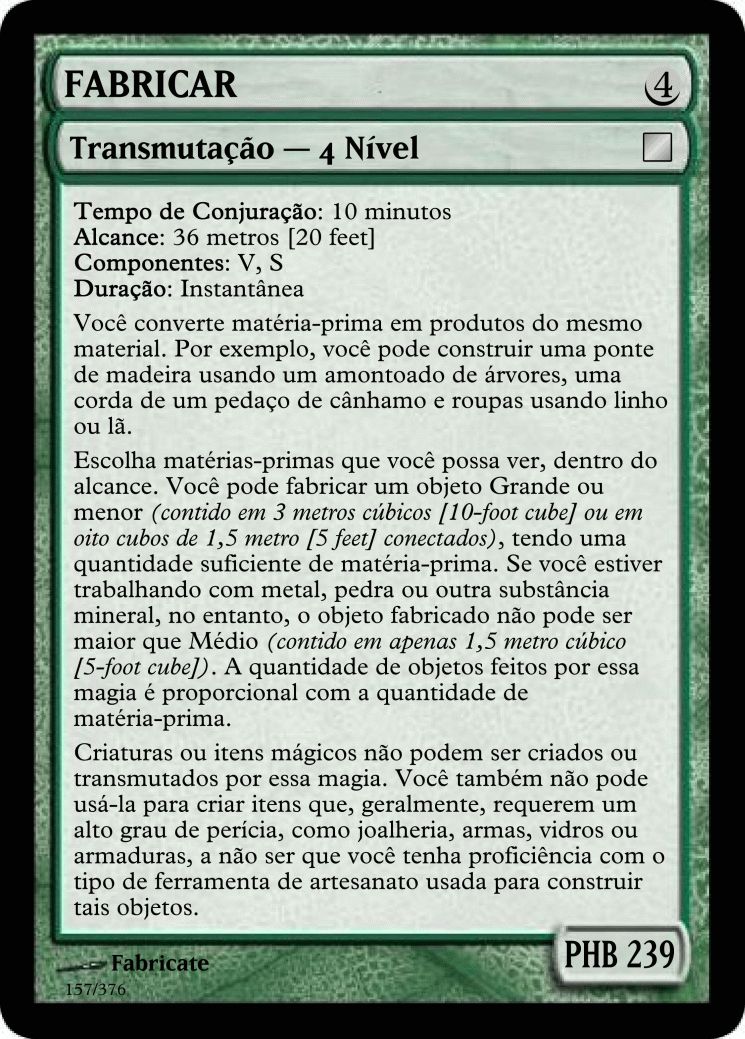 FABRICAR
4
Transmutação — 4 Nível
Tempo de Conjuração: 10 minutos
Alcance: 36 metros [20 feet]
Componentes: V, S
Duração: Instantânea
Você converte matéria-prima em produtos do mesmo
material. Por exemplo, você pode construir uma ponte
de madeira usando um amontoado de árvores, uma
corda de um pedaço de cânhamo e roupas usando linho
ou lã.
Escolha matérias-primas que você possa ver, dentro do
alcance. Você pode fabricar um objeto Grande ou
menor (contido em 3 metros cúbicos [10-foot cube] ou em
oito cubos de 1,5 metro [5 feet] conectados), tendo uma
quantidade suficiente de matéria-prima. Se você estiver
trabalhando com metal, pedra ou outra substância
mineral, no entanto, o objeto fabricado não pode ser
maior que Médio (contido em apenas 1,5 metro cúbico
[5-foot cube]). A quantidade de objetos feitos por essa
magia é proporcional com a quantidade de
matéria-prima.
Criaturas ou itens mágicos não podem ser criados ou
transmutados por essa magia. Você também não pode
usá-la para criar itens que, geralmente, requerem um
alto grau de perícia, como joalheria, armas, vidros ou
armaduras, a não ser que você tenha proficiência com o
tipo de ferramenta de artesanato usada para construir
tais objetos.
PHB 239
Fabricate
157/376